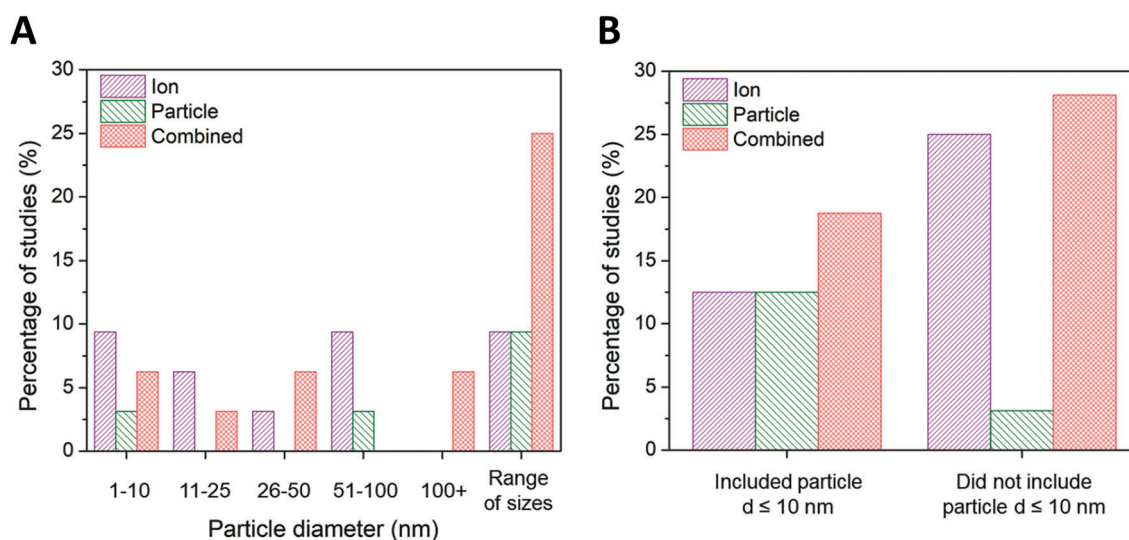 A
Percentage of studies (%)
30
25
20
15
10
5
0
Ion
Particle
Combined
1-10
11-25
26-50
51-100
100+
Range
of sizes
Particle diameter (nm)
B
Percentage of studies (%)
30
25
20
15
10
5
0
Ion
Particle
Combined
Included particle
d ≤ 10 nm
Did not include
particle d ≤ 10 nm